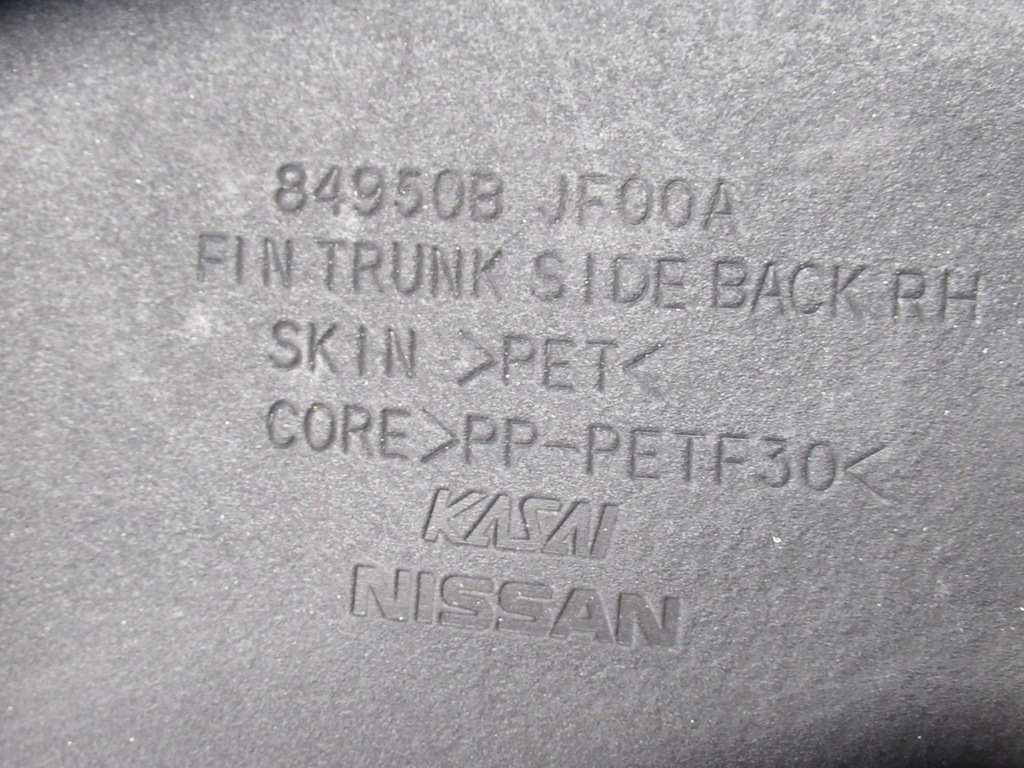 84950B JF00A
FIN TRUNK SIDE BACK RH
SKIN >PET<
CORE>PP-PETF30<
KASAI
NISSAN